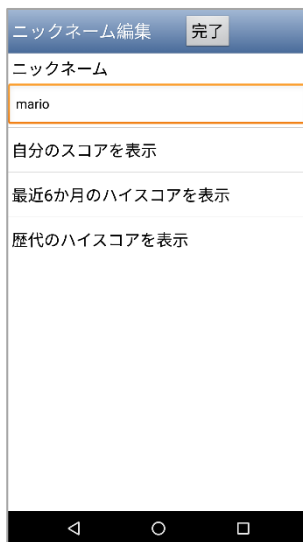 ニックネーム編集 完了
ニックネーム
mario
自分のスコアを表示
最近6か月のハイスコアを表示
歴代のハイスコアを表示